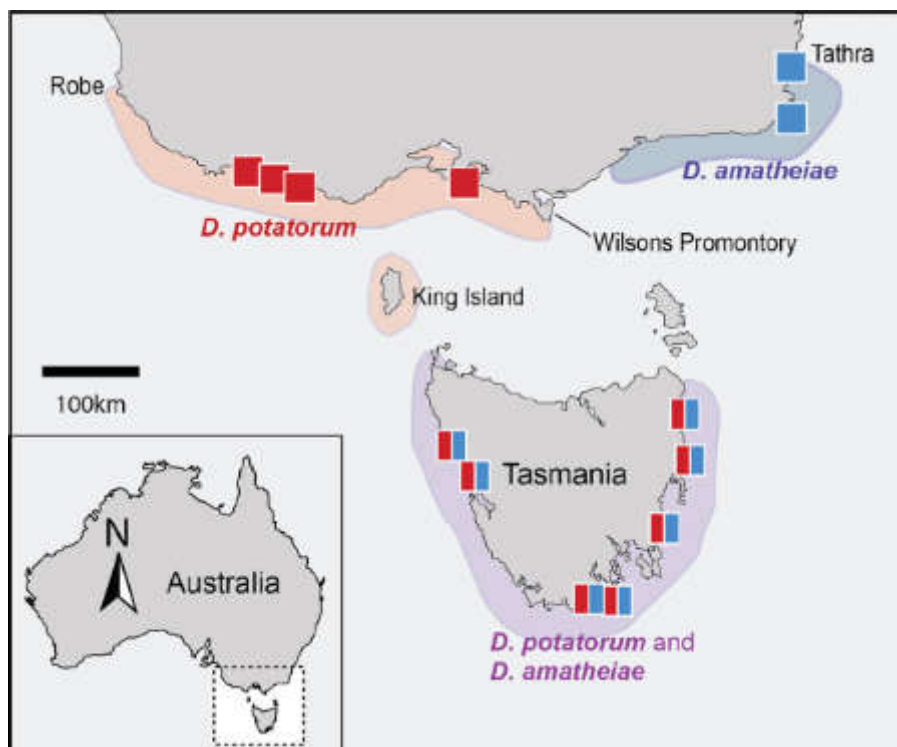 Robe
Tathra
D. amatheiae
D. potatorum
Wilsons Promontory
King Island
100km
Tasmania
N
Australia
D. potatorum and
D. amatheiae